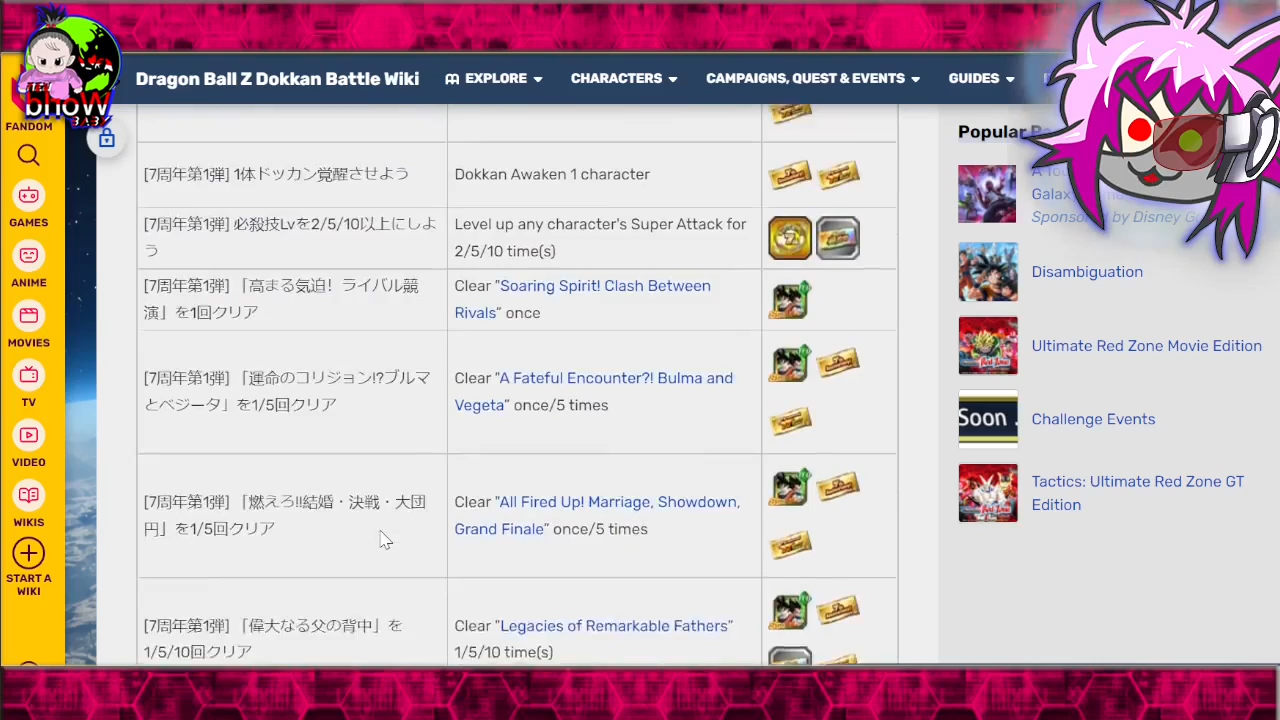 Dragon Ball Z Dokkan Battle Wiki
EXPLORE
CHARACTERS
CAMPAIGNS, QUEST & EVENTS
GUIDES
bhoW
BABY
FANDOM
GAMES
ANIME
MOVIES
TV
VIDEO
WIKIS
START A
WIKI
[7周年第1弾] 1体ドッカン覚醒させよう
Dokkan Awaken 1 character
[7周年第1弾] 必殺技Lvを2/5/10以上にしよ
う
Level up any character's Super Attack for
2/5/10 time(s)
[7周年第1弾] 「高まる気迫！ライバル競
演」を1回クリア
Clear "Soaring Spirit! Clash Between
Rivals" once
[7周年第1弾] 「運命のコリジョン!?ブルマ
とベジータ」を1/5回クリア
Clear "A Fateful Encounter?! Bulma and
Vegeta" once/5 times
[7周年第1弾] 「燃えろ!!結婚・決戦・大団
円」を1/5回クリア
Clear "All Fired Up! Marriage, Showdown,
Grand Finale" once/5 times
[7周年第1弾] 「偉大なる父の背中」を
1/5/10回クリア
Clear "Legacies of Remarkable Fathers"
1/5/10 time(s)
Popular
Galax
Sponsored by Disney G
Disambiguation
Ultimate Red Zone Movie Edition
Soon .
Challenge Events
Tactics: Ultimate Red Zone GT
Edition